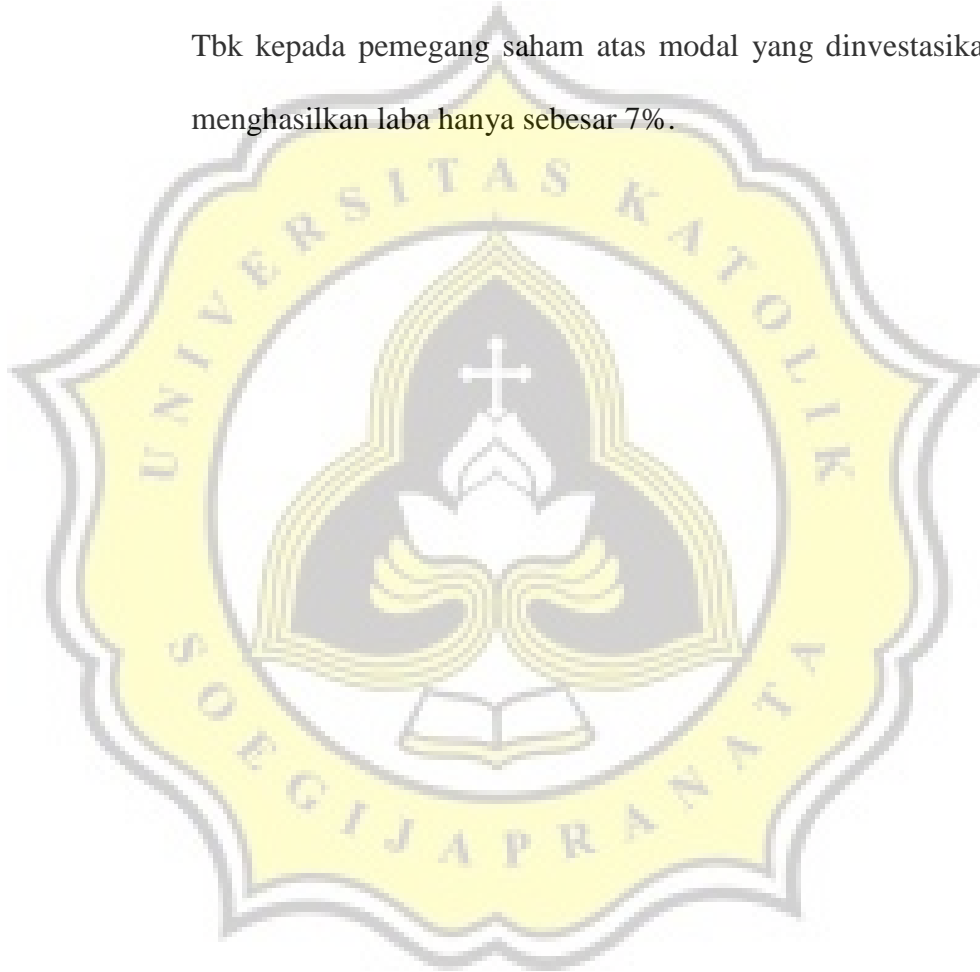 Tbk kepada pemegang saham atas modal yang dinvestasika
menghasilkan laba hanya sebesar 7%.
UNIVERSITAS KATOLIK
SOEGIJAPRANATA